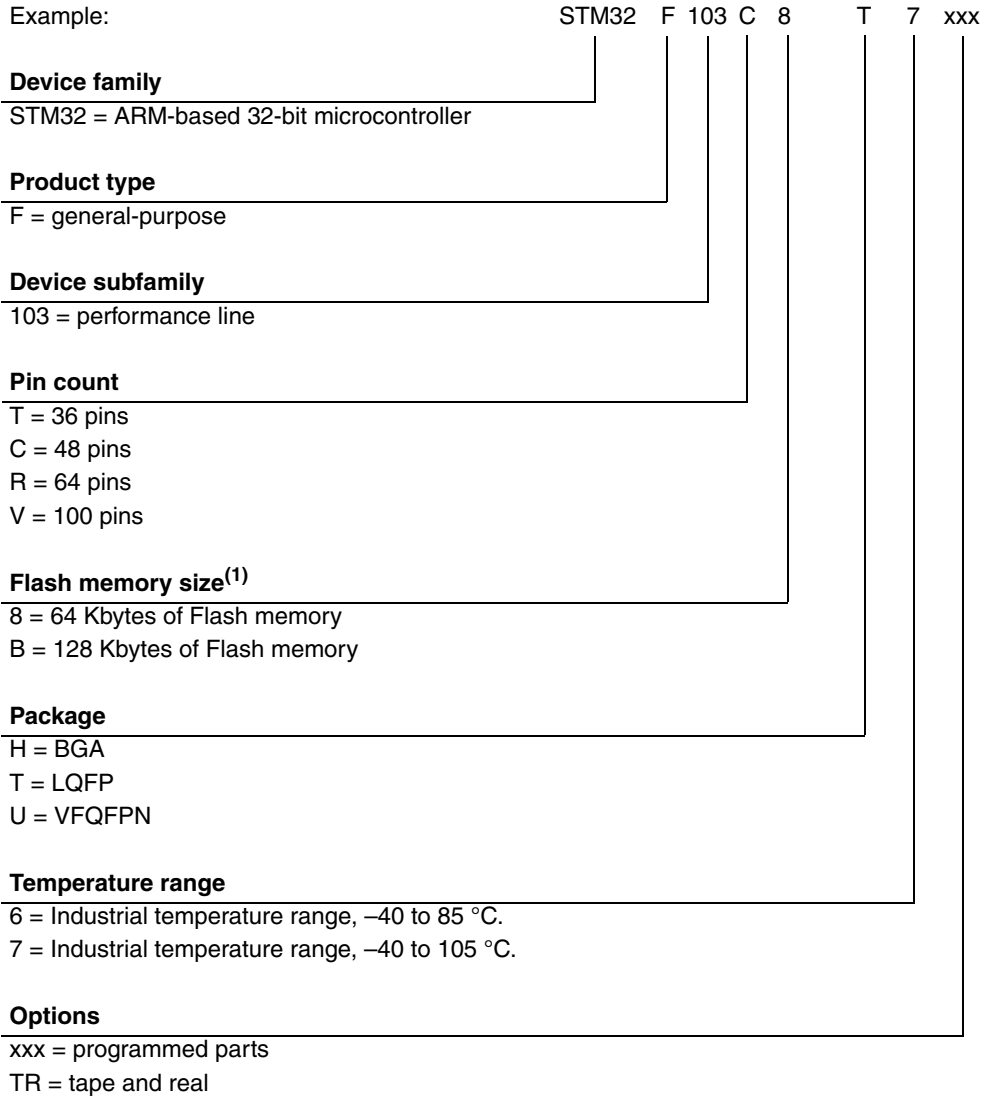 Example: STM32 F 103 C 8 T 7 xxx
Device family
STM32 = ARM-based 32-bit microcontroller
Product type
F = general-purpose
Device subfamily
103 = performance line
Pin count
T = 36 pins
C = 48 pins
R = 64 pins
V = 100 pins
Flash memory size(1)
8 = 64 Kbytes of Flash memory
B = 128 Kbytes of Flash memory
Package
H = BGA
T = LQFP
U = VFQFPN
Temperature range
6 = Industrial temperature range, –40 to 85 °C.
7 = Industrial temperature range, –40 to 105 °C.
Options
xxx = programmed parts
TR = tape and real